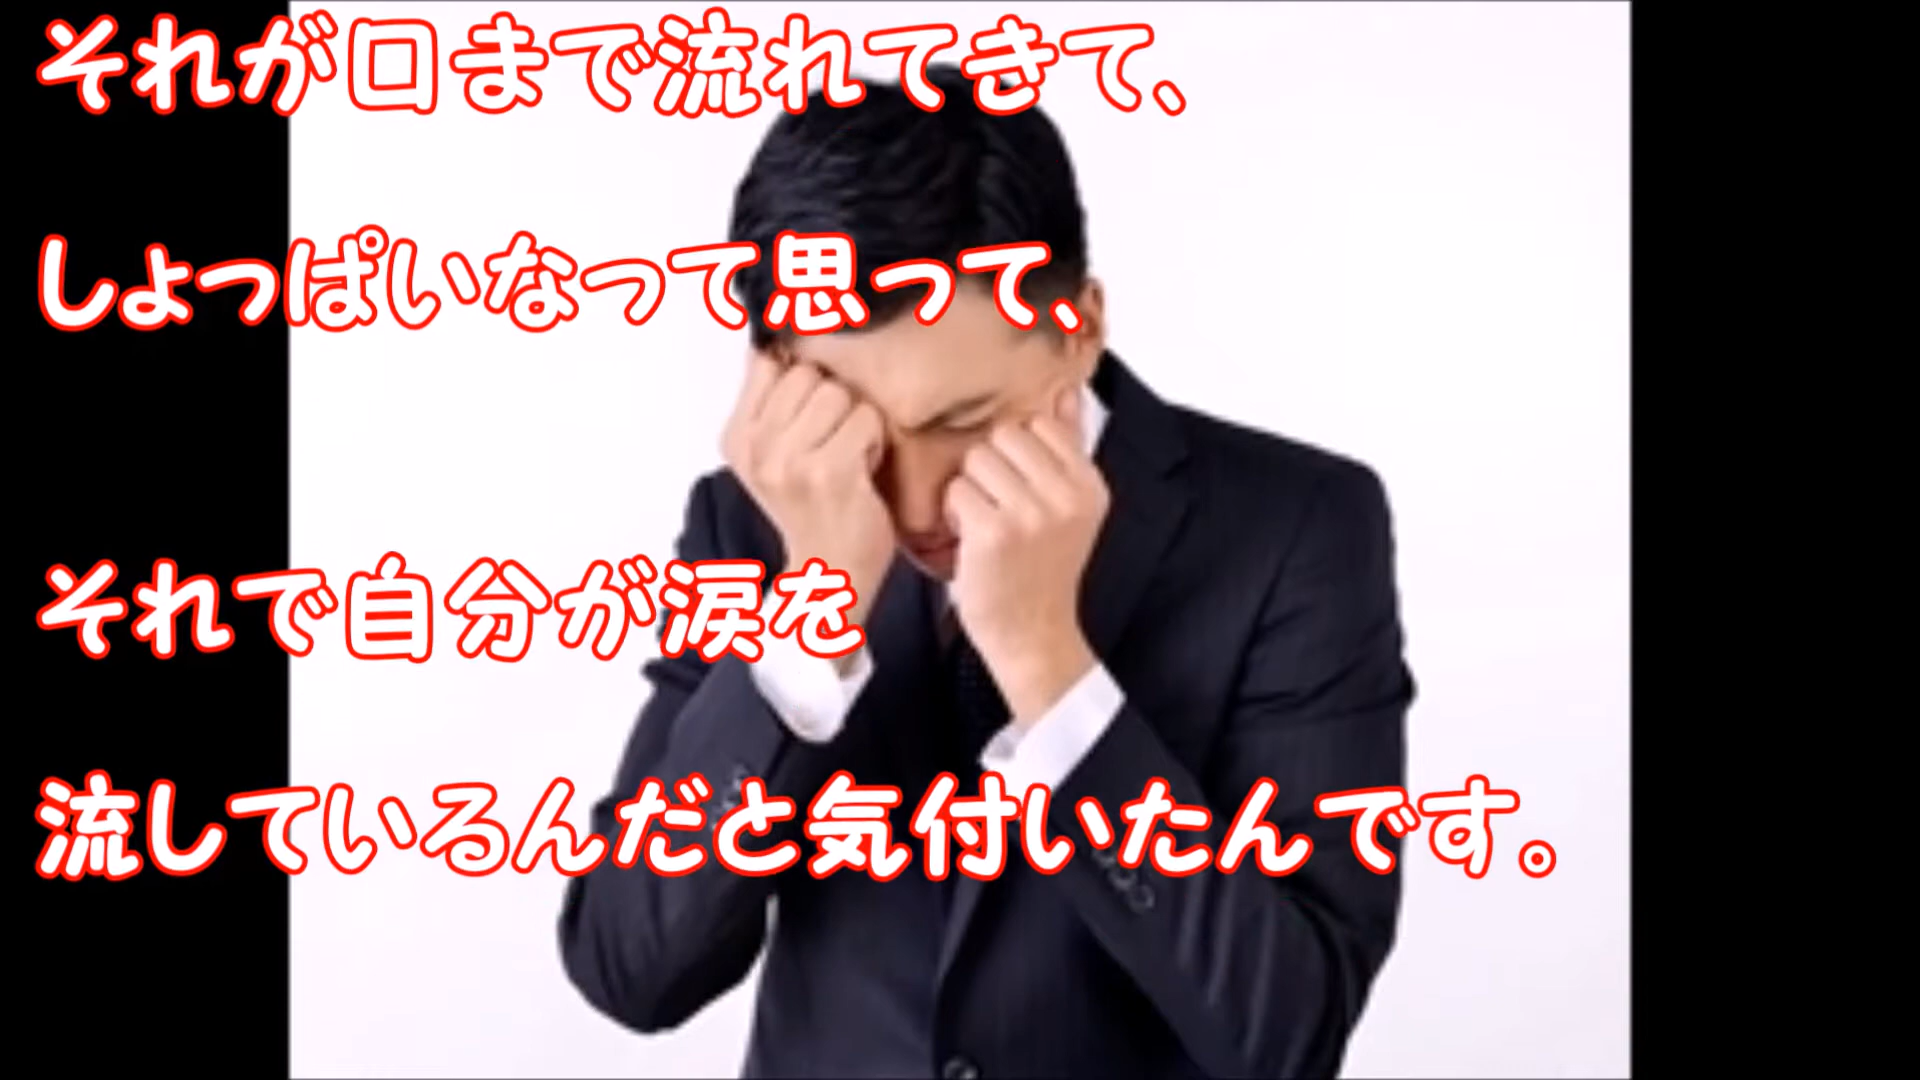 それが口まで流れてきて、
しょっぱいなって思って、
それで自分が涙を
流しているんだと気付いたんです。